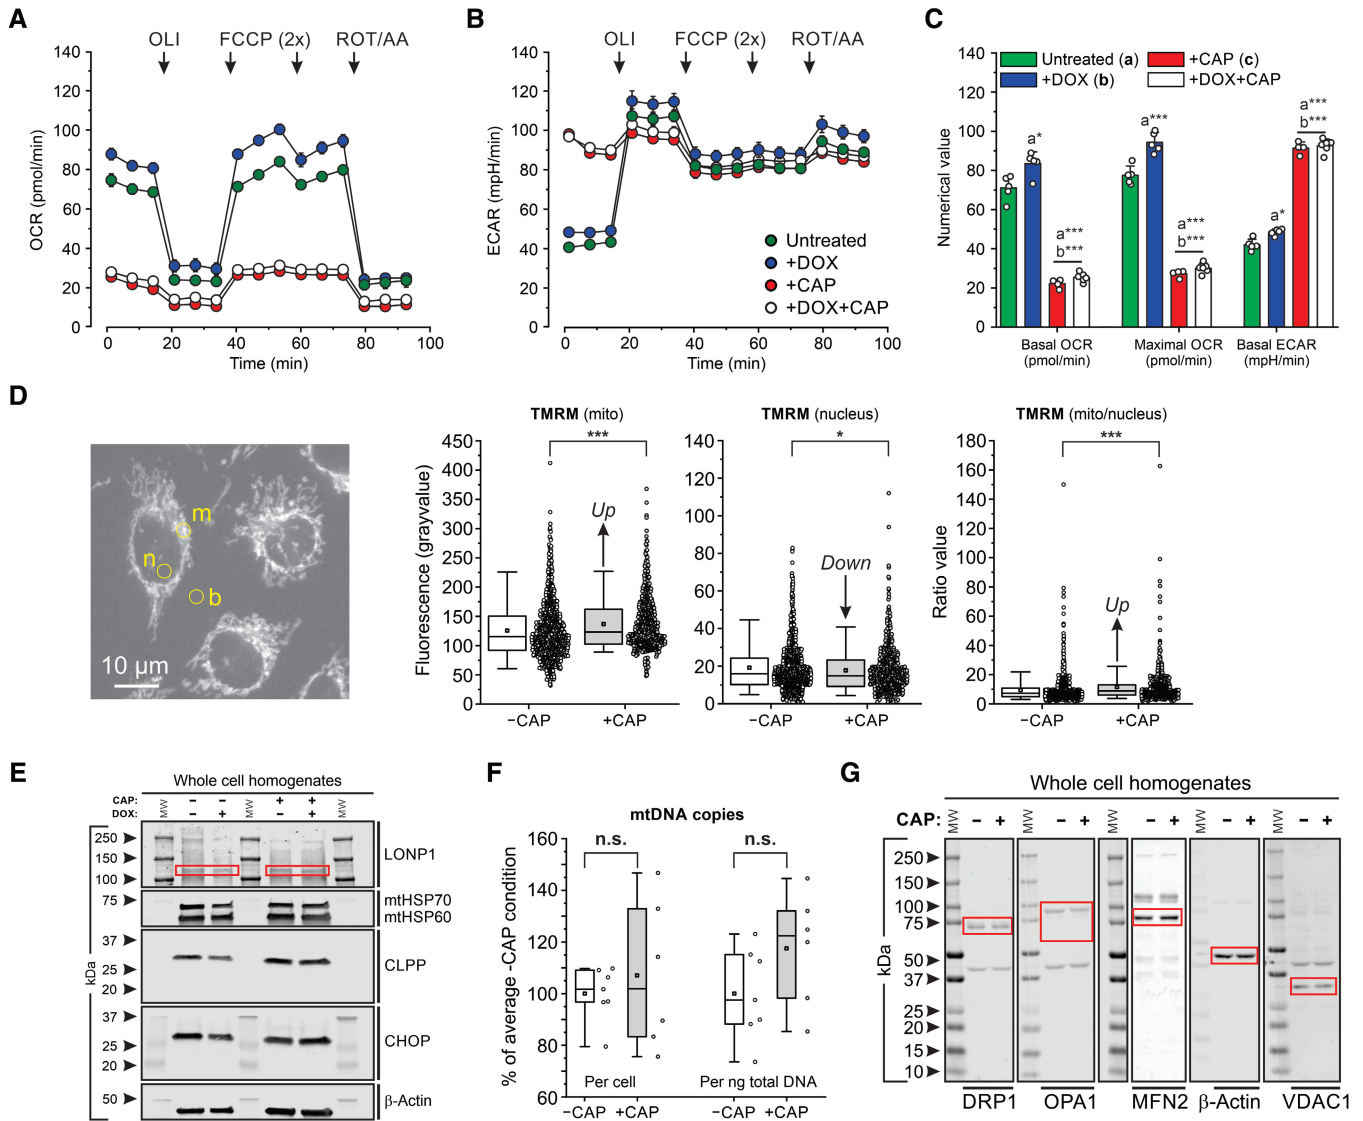 A
OLI FCCP (2x) ROT/AA
140
120
100
80
60
40
20
0
OCR (pmol/min)
0 20 40 60 80 100
Time (min)
B
OLI FCCP (2x) ROT/AA
140
120
100
80
60
40
20
0
ECAR (mpH/min)
Untreated
+DOX
+CAP
+DOX+CAP
0 20 40 60 80 100
Time (min)
C
Untreated (a) +CAP (c)
+DOX (b) +DOX+CAP
140
120
100
80
60
40
20
0
Numerical value
a*
a***
b***
a***
a***
b***
a*
a***
b***
Basal OCR Maximal OCR Basal ECAR
(pmol/min) (pmol/min) (mpH/min)
D
m
n
b
10 µm
TMRM (mito)
450
400
350
300
250
200
150
100
50
0
Fluorescence (grayvalue)
***
Up
−CAP +CAP
TMRM (nucleus)
140
120
100
80
60
40
20
0
*
Down
−CAP +CAP
TMRM (mito/nucleus)
180
160
140
120
100
80
60
40
20
0
Ratio value
***
Up
−CAP +CAP
E
Whole cell homogenates
CAP: MW − − MW + + MW
DOX: − + − +
kDa
250
150
100
LONP1
75
mtHSP70
mtHSP60
37
25
20
CLPP
37
25
20
CHOP
50
β-Actin
F
mtDNA copies
160
140
120
100
80
60
% of average -CAP condition
n.s. n.s.
Per cell Per ng total DNA
−CAP +CAP −CAP +CAP
G
Whole cell homogenates
CAP: MW − + MW − + MW − + MW − + MW − +
kDa
250
150
100
75
50
37
25
20
15
10
DRP1 OPA1 MFN2 β-Actin VDAC1